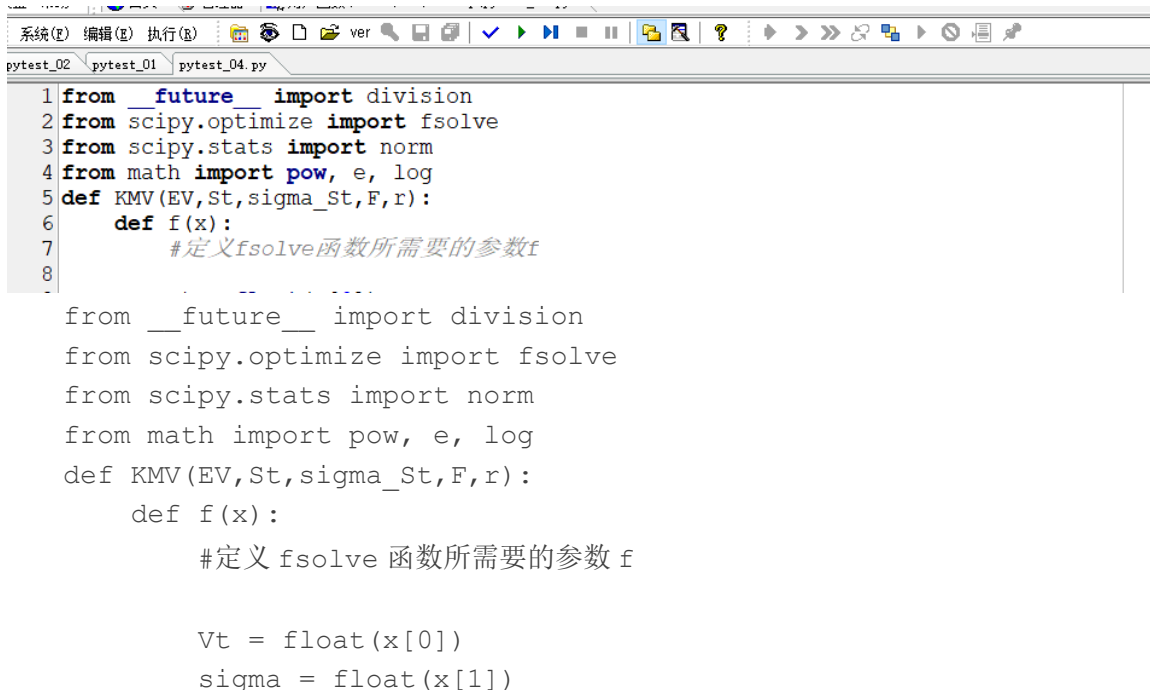 系统(F) 编辑(E) 执行(R) ver
pytest_02 pytest_01 pytest_04.py
1 from __future__ import division
2 from scipy.optimize import fsolve
3 from scipy.stats import norm
4 from math import pow, e, log
5 def KMV(EV,St,sigma_St,F,r):
6 def f(x):
7 #定义fsolve函数所需要的参数f
8
from __future__ import division
from scipy.optimize import fsolve
from scipy.stats import norm
from math import pow, e, log
def KMV(EV,St,sigma_St,F,r):
def f(x):
#定义 fsolve 函数所需要的参数 f
Vt = float(x[0])
sigma = float(x[1])